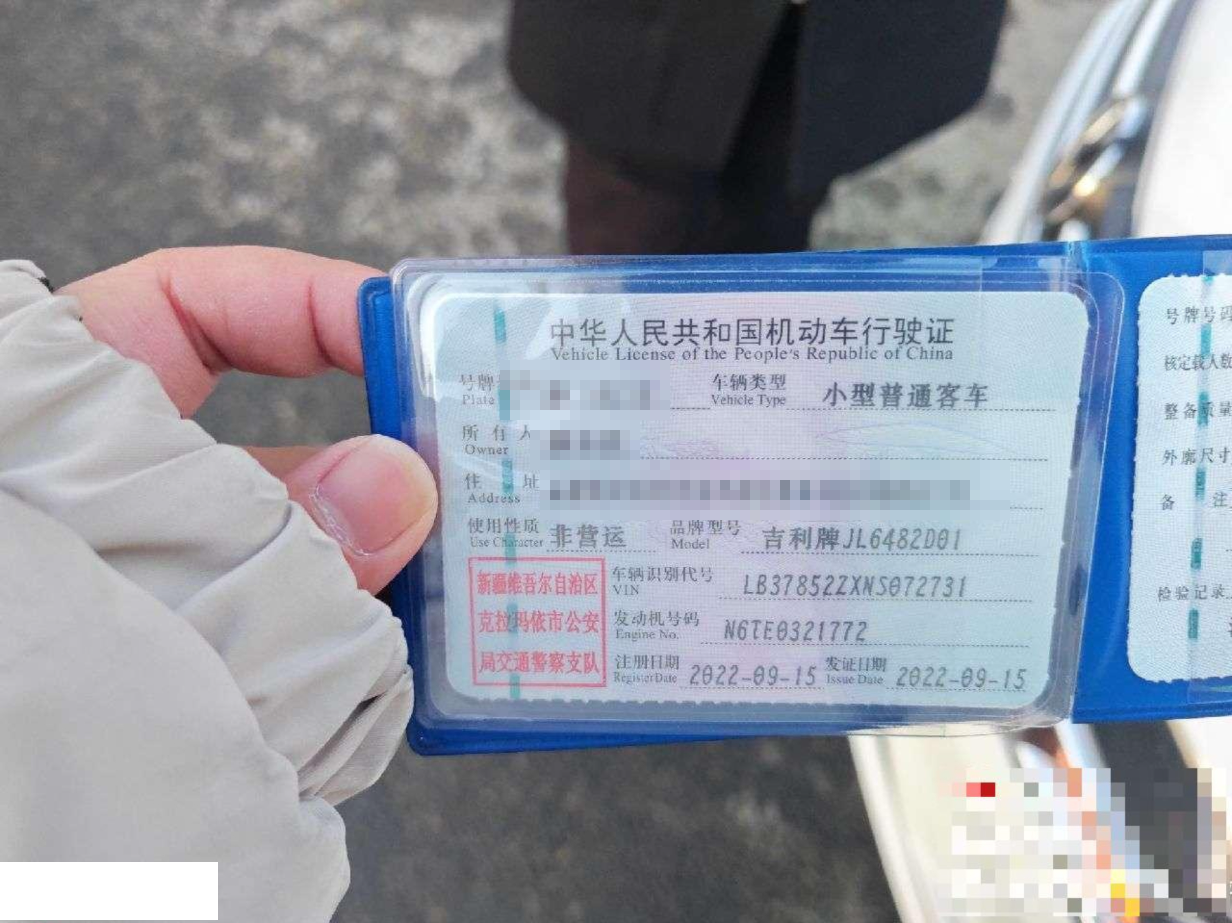 中华人民共和国机动车行驶证
Vehicle License of the People's Republic of China
号牌
Plate
车辆类型 小型普通客车
Vehicle Type
所有人
Owner
住址
Address
使用性质 非营运 品牌型号 吉利牌JL6482D01
Use Character Model
新疆维吾尔自治区
克拉玛依市公安
局交通警察支队
车辆识别代号 LB37852ZXNS072731
VIN
发动机号码 N6TE0321772
Engine No.
注册日期 2022-09-15 发证日期 2022-09-15
Register Date Issue Date
号牌号码
核定载人数
整备质量
外廓尺寸
备 注
检验记录